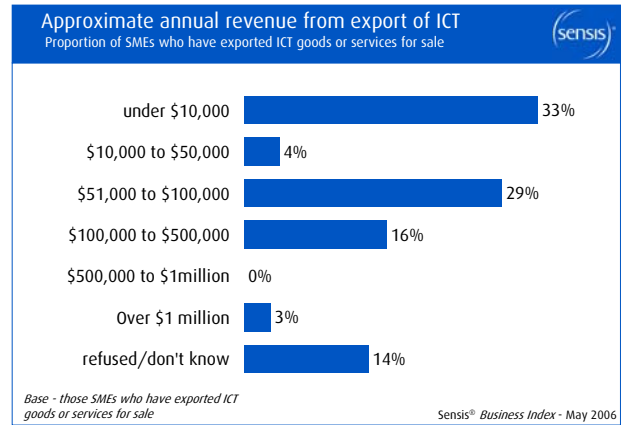 Approximate annual revenue from export of ICT
Proportion of SMEs who have exported ICT goods or services for sale
sensis®
under $10,000 33%
$10,000 to $50,000 4%
$51,000 to $100,000 29%
$100,000 to $500,000 16%
$500,000 to $1million 0%
Over $1 million 3%
refused/don't know 14%
Base - those SMEs who have exported ICT
goods or services for sale
Sensis® Business Index - May 2006